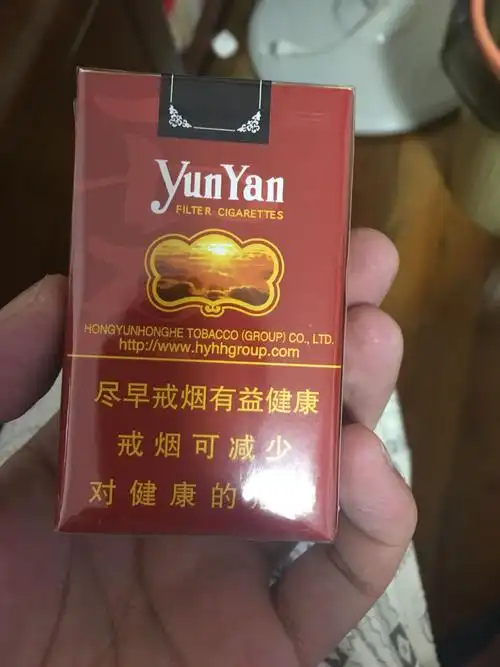 YunYan
FILTER CIGARETTES
HONGYUNHONGHE TOBACCO (GROUP) CO., LTD.
http://www.hyhhgroup.com
尽早戒烟有益健康
戒烟可减少
对健康的